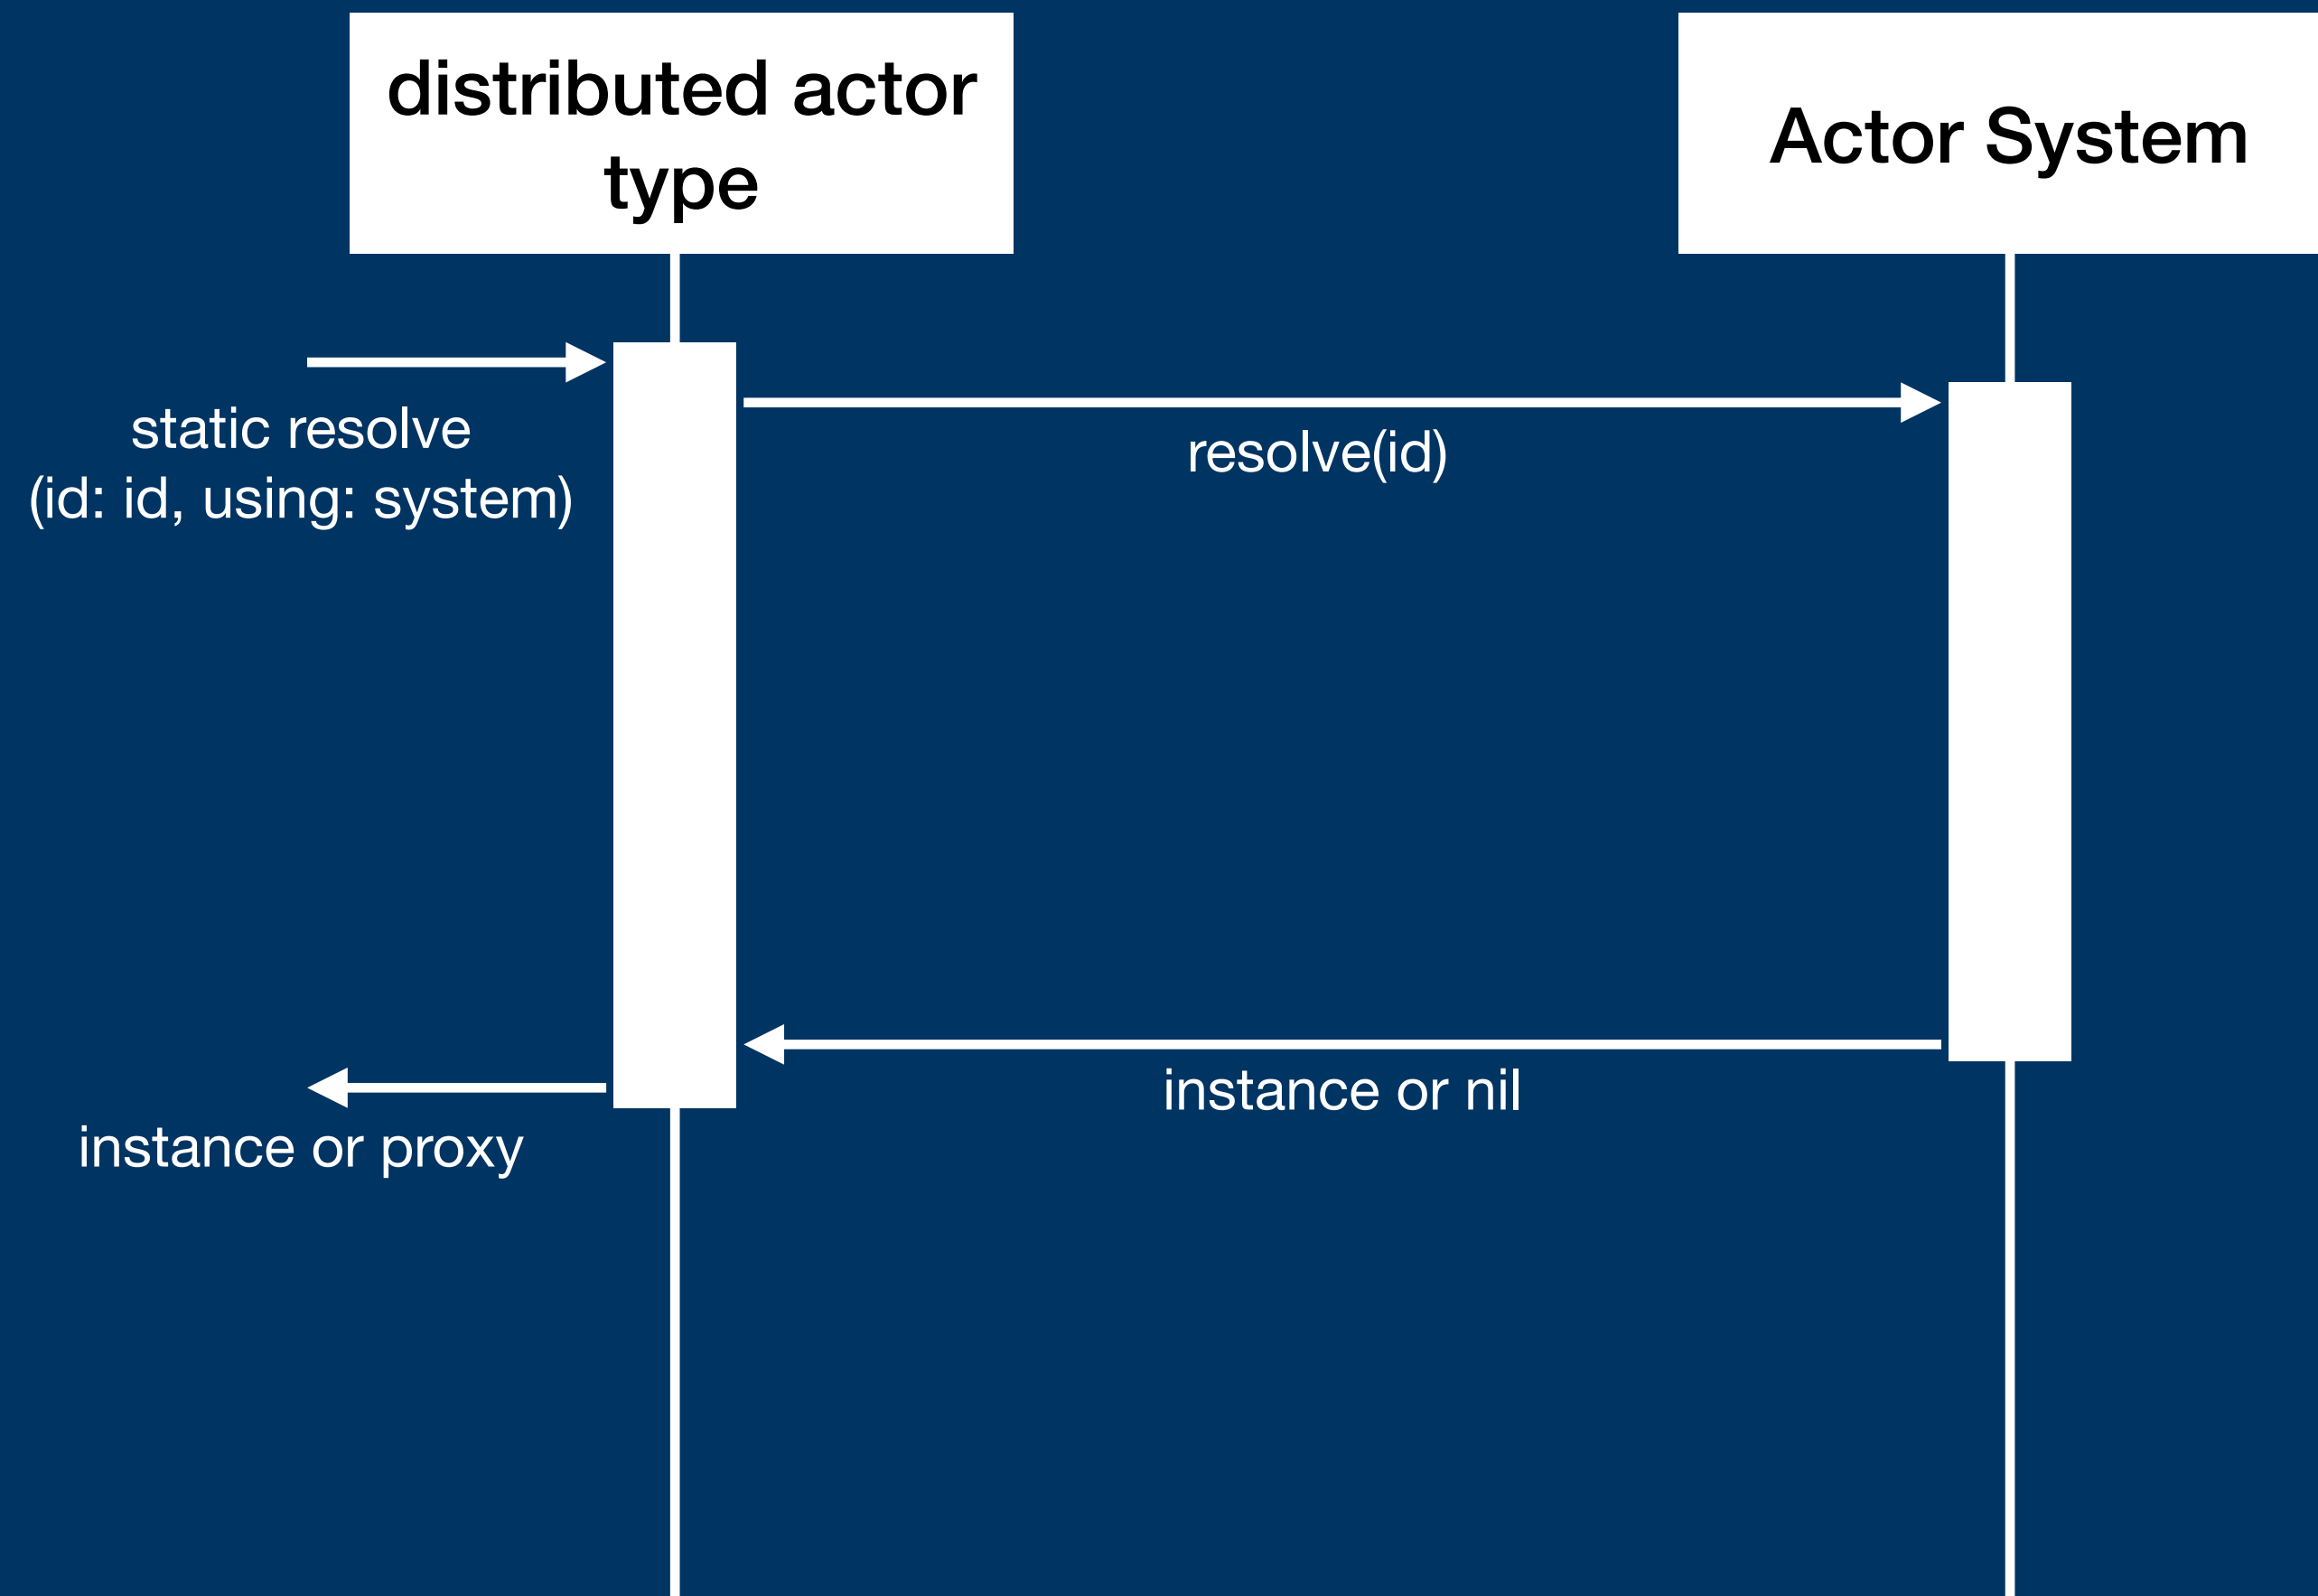 distributed actor
type
Actor System
static resolve
(id: id, using: system)
resolve(id)
instance or nil
instance or proxy